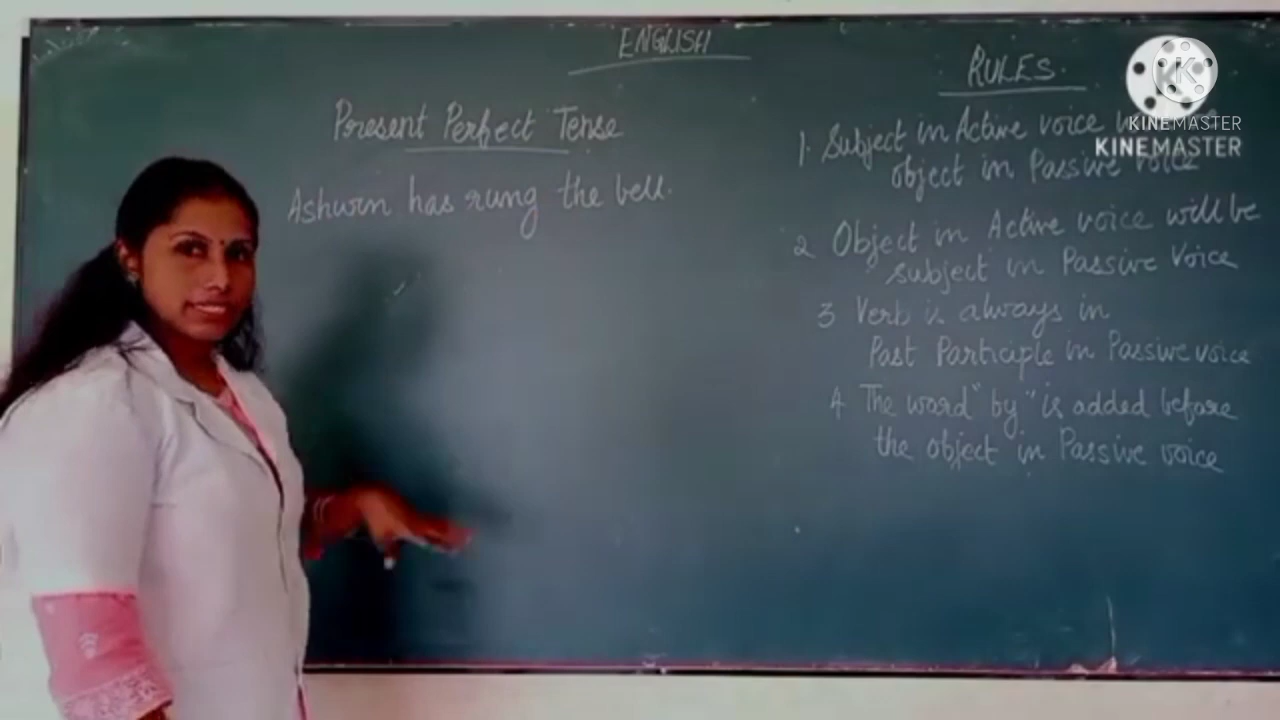 ENGLISH
Present Perfect Tense
Ashwin has rung the bell.
RULES.
1. Subject in Active voice
object in Passive voice
2 Object in Active voice will be
subject in Passive Voice
3 Verb is always in
Past Participle in Passive voice
4 The word "by" is added before
the object in Passive voice
KINEMASTER
KINEMASTER